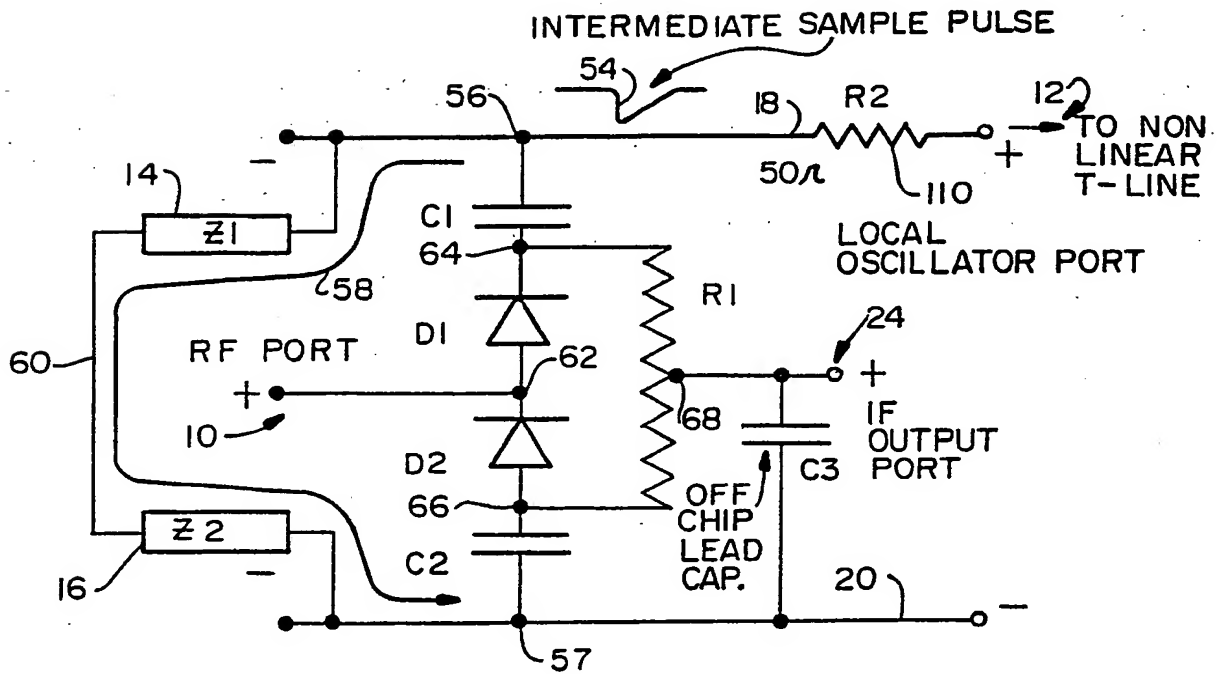 INTERMEDIATE SAMPLE PULSE
54
56
18
R2
12
-
+
TO NON
LINEAR
T-LINE
50Ω
110
14
Z1
C1
64
LOCAL
OSCILLATOR PORT
58
R1
D1
24
60
RF PORT
62
+
+
10
68
IF
OUTPUT
PORT
D2
C3
66
OFF
CHIP
LEAD
CAP.
Z2
-
C2
16
20
-
57